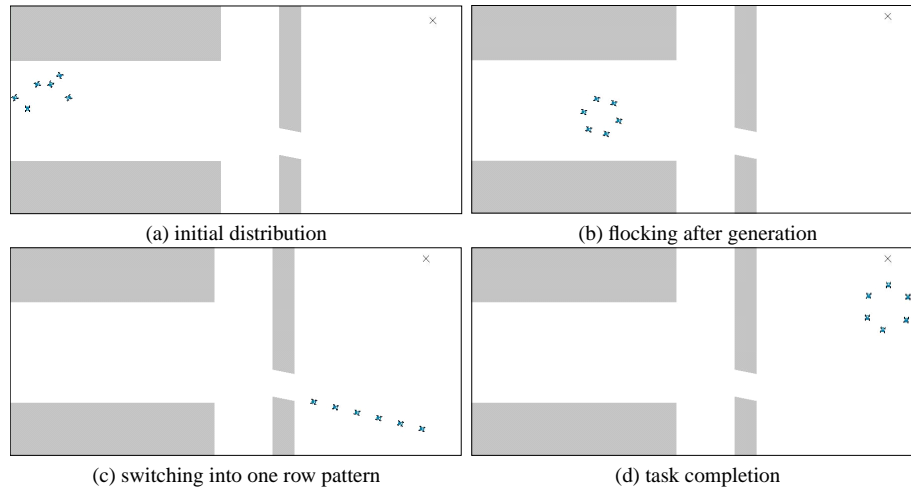 (a) initial distribution
(b) flocking after generation
(c) switching into one row pattern
(d) task completion